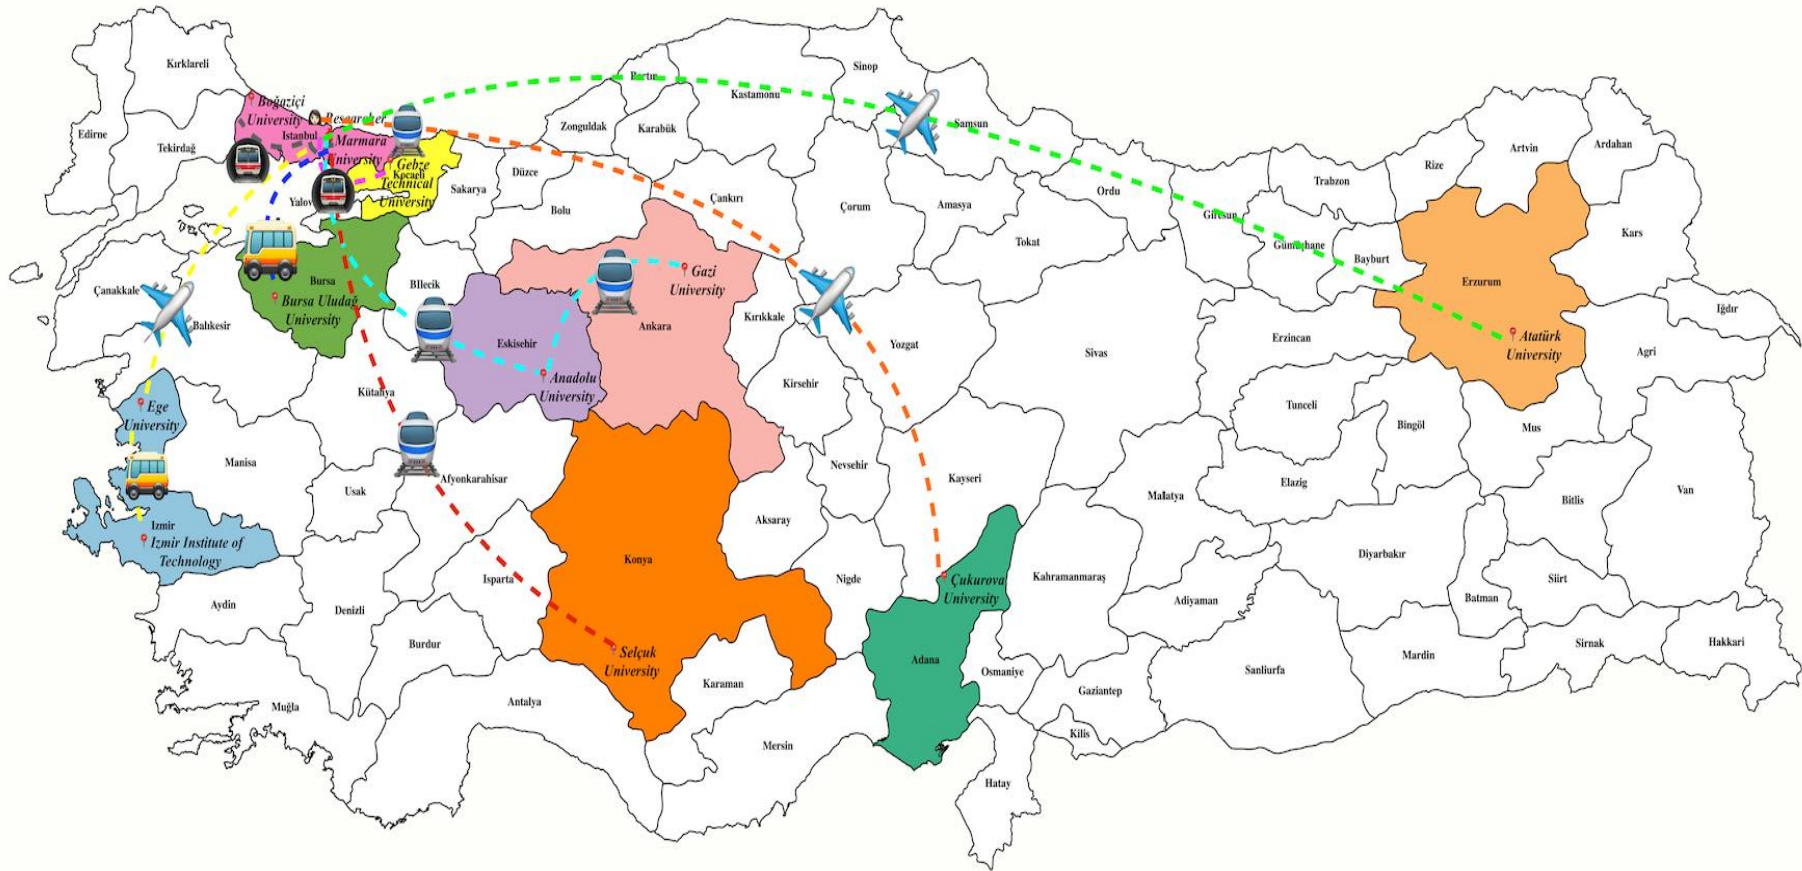 Kırklareli
Edirne
Tekirdağ
Boğaziçi
University
Istanbul
Researcher
Marmara
University
Gebze
Kocaeli
Technical
University
Yalov
Sakarya
Düzce
Bolu
Zonguldak
Bartın
Karabük
Kastamonu
Sinop
Çankırı
Samsun
Çorum
Amasya
Ordu
Tokat
Giresun
Trabzon
Gümüşhane
Bayburt
Rize
Artvin
Ardahan
Kars
Iğdır
Agri
Erzurum
Atatürk
University
Erzincan
Çanakkale
Balıkesir
Bursa
Bursa Uludağ
University
BIlecik
Eskisehir
Anadolu
University
Gazi
University
Ankara
Kırıkkale
Yozgat
Sivas
Kirsehir
Kütahya
Ege
University
Manisa
Usak
Afyonkarahisar
Nevsehir
Kayseri
Aksaray
Malatya
Elazig
Tunceli
Bingöl
Mus
Bitlis
Van
Izmir
Izmir Institute of
Technology
Aydin
Denizli
Isparta
Burdur
Konya
Selçuk
University
Karaman
Nigde
Çukurova
University
Adana
Kahramanmaraş
Adiyaman
Diyarbakır
Batman
Siirt
Sirnak
Hakkari
Mardin
Sanliurfa
Osmaniye
Gaziantep
Kilis
Hatay
Mersin
Antalya
Muğla